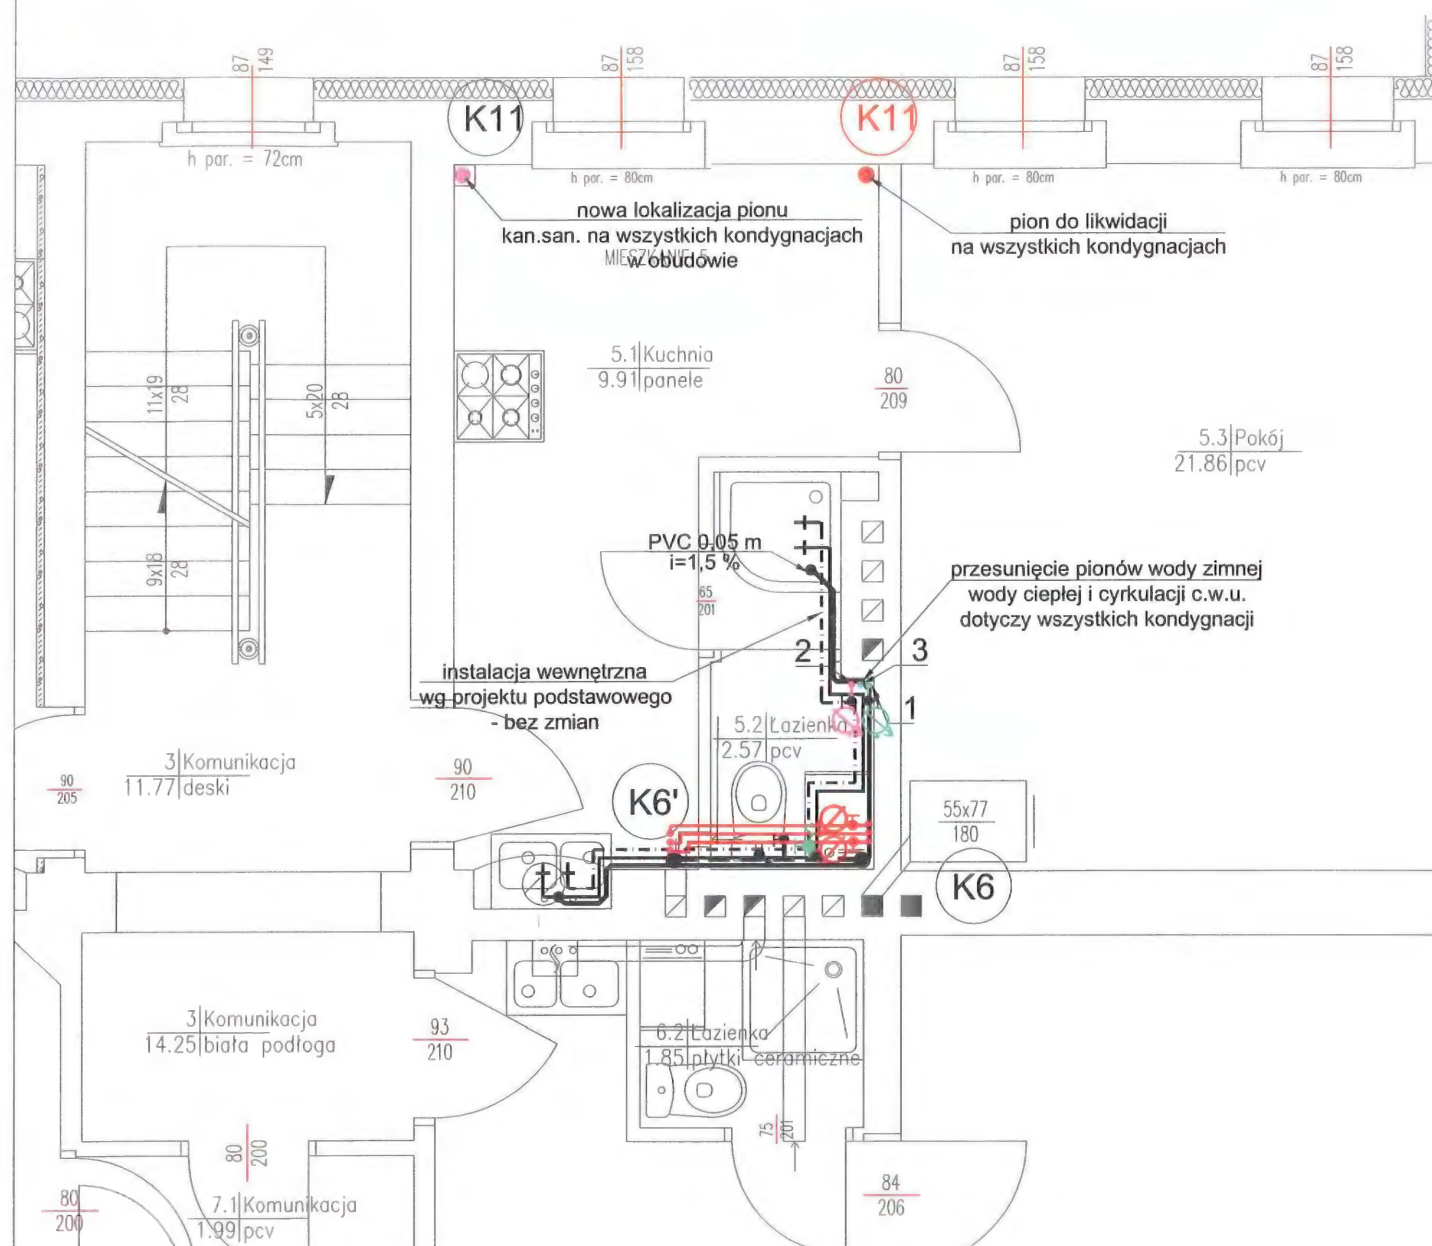 87
149
87
158
87
158
87
158
K11
K11
h par. = 72cm
h par. = 80cm
h par. = 80cm
h par. = 80cm
nowa lokalizacja pionu
kan.san. na wszystkich kondygnacjach
w obudowie
MIESZKANIE 5
pion do likwidacji
na wszystkich kondygnacjach
5.1 Kuchnia
9.91 panele
80
209
11x19
28
5x20
28
5.3 Pokój
21.86 pcv
PVC 0,05 m
i=1,5 %
9x18
28
65
201
przesunięcie pionów wody zimnej
wody ciepłej i cyrkulacji c.w.u.
dotyczy wszystkich kondygnacji
2
3
1
instalacja wewnętrzna
wg projektu podstawowego
- bez zmian
5.2 Łazienka
2.57 pcv
3 Komunikacja
11.77 deski
90
205
90
210
K6'
55x77
180
K6
3 Komunikacja
14.25 biała podłoga
93
210
6.2 Łazienka
1.85 płytki ceramiczne
75
201
80
200
84
206
80
200
7.1 Komunikacja
1.99 pcv